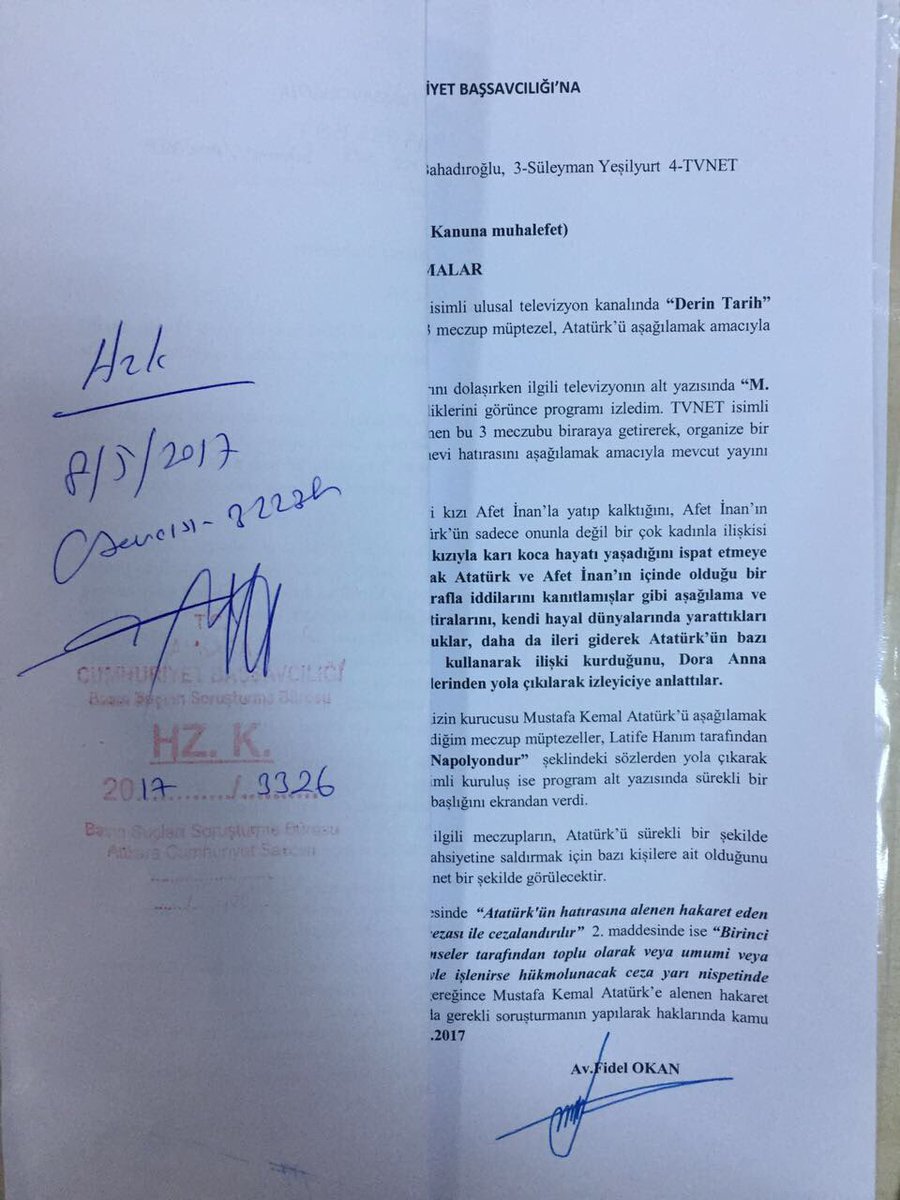 Hzk
8/5/2017
T.C.
CUMHURİYET BAŞSAVCILIĞI
Basın Suçları Soruşturma Bürosu
HZ. K.
2017/3326
Basın Suçları Soruşturma Bürosu
Ankara Cumhuriyet Savcısı
İYET BAŞSAVCILIĞI’NA
Bahadıroğlu, 3-Süleyman Yeşilyurt 4-TVNET
Kanuna muhalefet)
MALAR
isimli ulusal televizyon kanalında “Derin Tarih”
3 meczup müptezel, Atatürk’ü aşağılamak amacıyla
rını dolaşırken ilgili televizyonın alt yazısında “M.
liklerini görünce programı izledim. TVNET isimli
nen bu 3 meczubu biraraya getirerek, organize bir
nevi hatırasını aşağılamak amacıyla mevcut yayını
i kızı Afet İnan’la yatıp kalktığını, Afet İnan’ın
irk’ün sadece onunla değil bir çok kadınla ilişkisi
kızıyla karı koca hayatı yaşadığını ispat etmeye
ak Atatürk ve Afet İnan’ın içinde olduğu bir
rafla iddilarını kanıtlamışlar gibi aşağılama ve
tiralarını, kendi hayal dünyalarında yarattıkları
uklar, daha da ileri giderek Atatürk’ün bazı
kullanarak ilişki kurduğunu, Dora Anna
lerinden yola çıkılarak izleyiciye anlattılar.
izin kurucusu Mustafa Kemal Atatürk’ü aşağılamak
diğim meczup müptezeller, Latife Hanım tarafından
Napolyondur” şeklindeki sözlerden yola çıkarak
imli kuruluş ise program alt yazısında sürekli bir
başlığını ekrandan verdi.
ilgili meczupların, Atatürk’ü sürekli bir şekilde
ahsiyetine saldırmak için bazı kişilere ait olduğunu
net bir şekilde görülecektir.
esinde “Atatürk'ün hatırasına alenen hakaret eden
ezası ile cezalandırılır” 2. maddesinde ise “Birinci
nseler tarafından toplu olarak veya umumi veya
yle işlenirse hükmolunacak ceza yarı nispetinde
ereğince Mustafa Kemal Atatürk’e alenen hakaret
la gerekli soruşturmanın yapılarak haklarında kamu
.2017
Av.Fidel OKAN